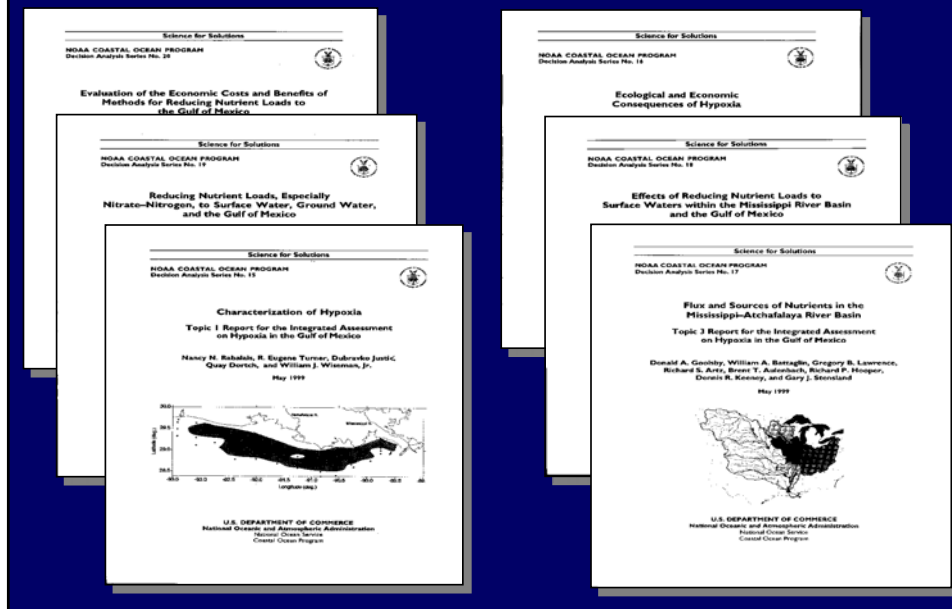 Science for Solutions
NOAA COASTAL OCEAN PROGRAM
Decision Analysis Series No. 20
Evaluation of the Economic Costs and Benefits of
Methods for Reducing Nutrient Loads to
the Gulf of Mexico
Science for Solutions
NOAA COASTAL OCEAN PROGRAM
Decision Analysis Series No. 19
Reducing Nutrient Loads, Especially
Nitrate–Nitrogen, to Surface Water, Ground Water,
and the Gulf of Mexico
Science for Solutions
NOAA COASTAL OCEAN PROGRAM
Decision Analysis Series No. 15
Characterization of Hypoxia
Topic 1 Report for the Integrated Assessment
on Hypoxia in the Gulf of Mexico
Nancy N. Rabalais, R. Eugene Turner, Dubravko Justić,
Quay Dortch, and William J. Wiseman, Jr.
May 1999
Longitude (deg.)
U.S. DEPARTMENT OF COMMERCE
National Oceanic and Atmospheric Administration
National Ocean Service
Coastal Ocean Program
Science for Solutions
NOAA COASTAL OCEAN PROGRAM
Decision Analysis Series No. 16
Ecological and Economic
Consequences of Hypoxia
Science for Solutions
NOAA COASTAL OCEAN PROGRAM
Decision Analysis Series No. 18
Effects of Reducing Nutrient Loads to
Surface Waters within the Mississippi River Basin
and the Gulf of Mexico
Science for Solutions
NOAA COASTAL OCEAN PROGRAM
Decision Analysis Series No. 17
Flux and Sources of Nutrients in the
Mississippi–Atchafalaya River Basin
Topic 3 Report for the Integrated Assessment
on Hypoxia in the Gulf of Mexico
Donald A. Goolsby, William A. Battaglin, Gregory B. Lawrence,
Richard S. Artz, Brent T. Aulenbach, Richard P. Hooper,
Dennis R. Keeney, and Gary J. Stensland
May 1999
U.S. DEPARTMENT OF COMMERCE
National Oceanic and Atmospheric Administration
National Ocean Service
Coastal Ocean Program